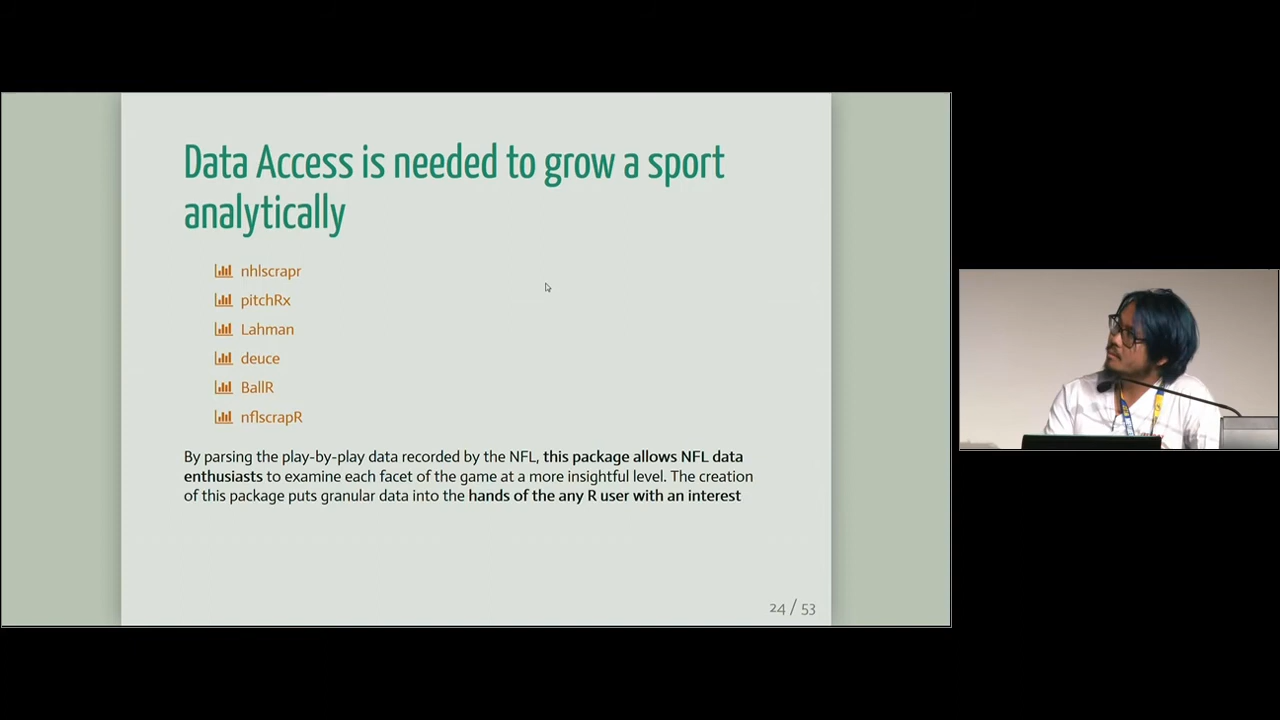 Data Access is needed to grow a sport
analytically
nhlscrapr
pitchRx
Lahman
deuce
BallR
nflscrapR
By parsing the play-by-play data recorded by the NFL, this package allows NFL data
enthusiasts to examine each facet of the game at a more insightful level. The creation
of this package puts granular data into the hands of the any R user with an interest
24 / 53